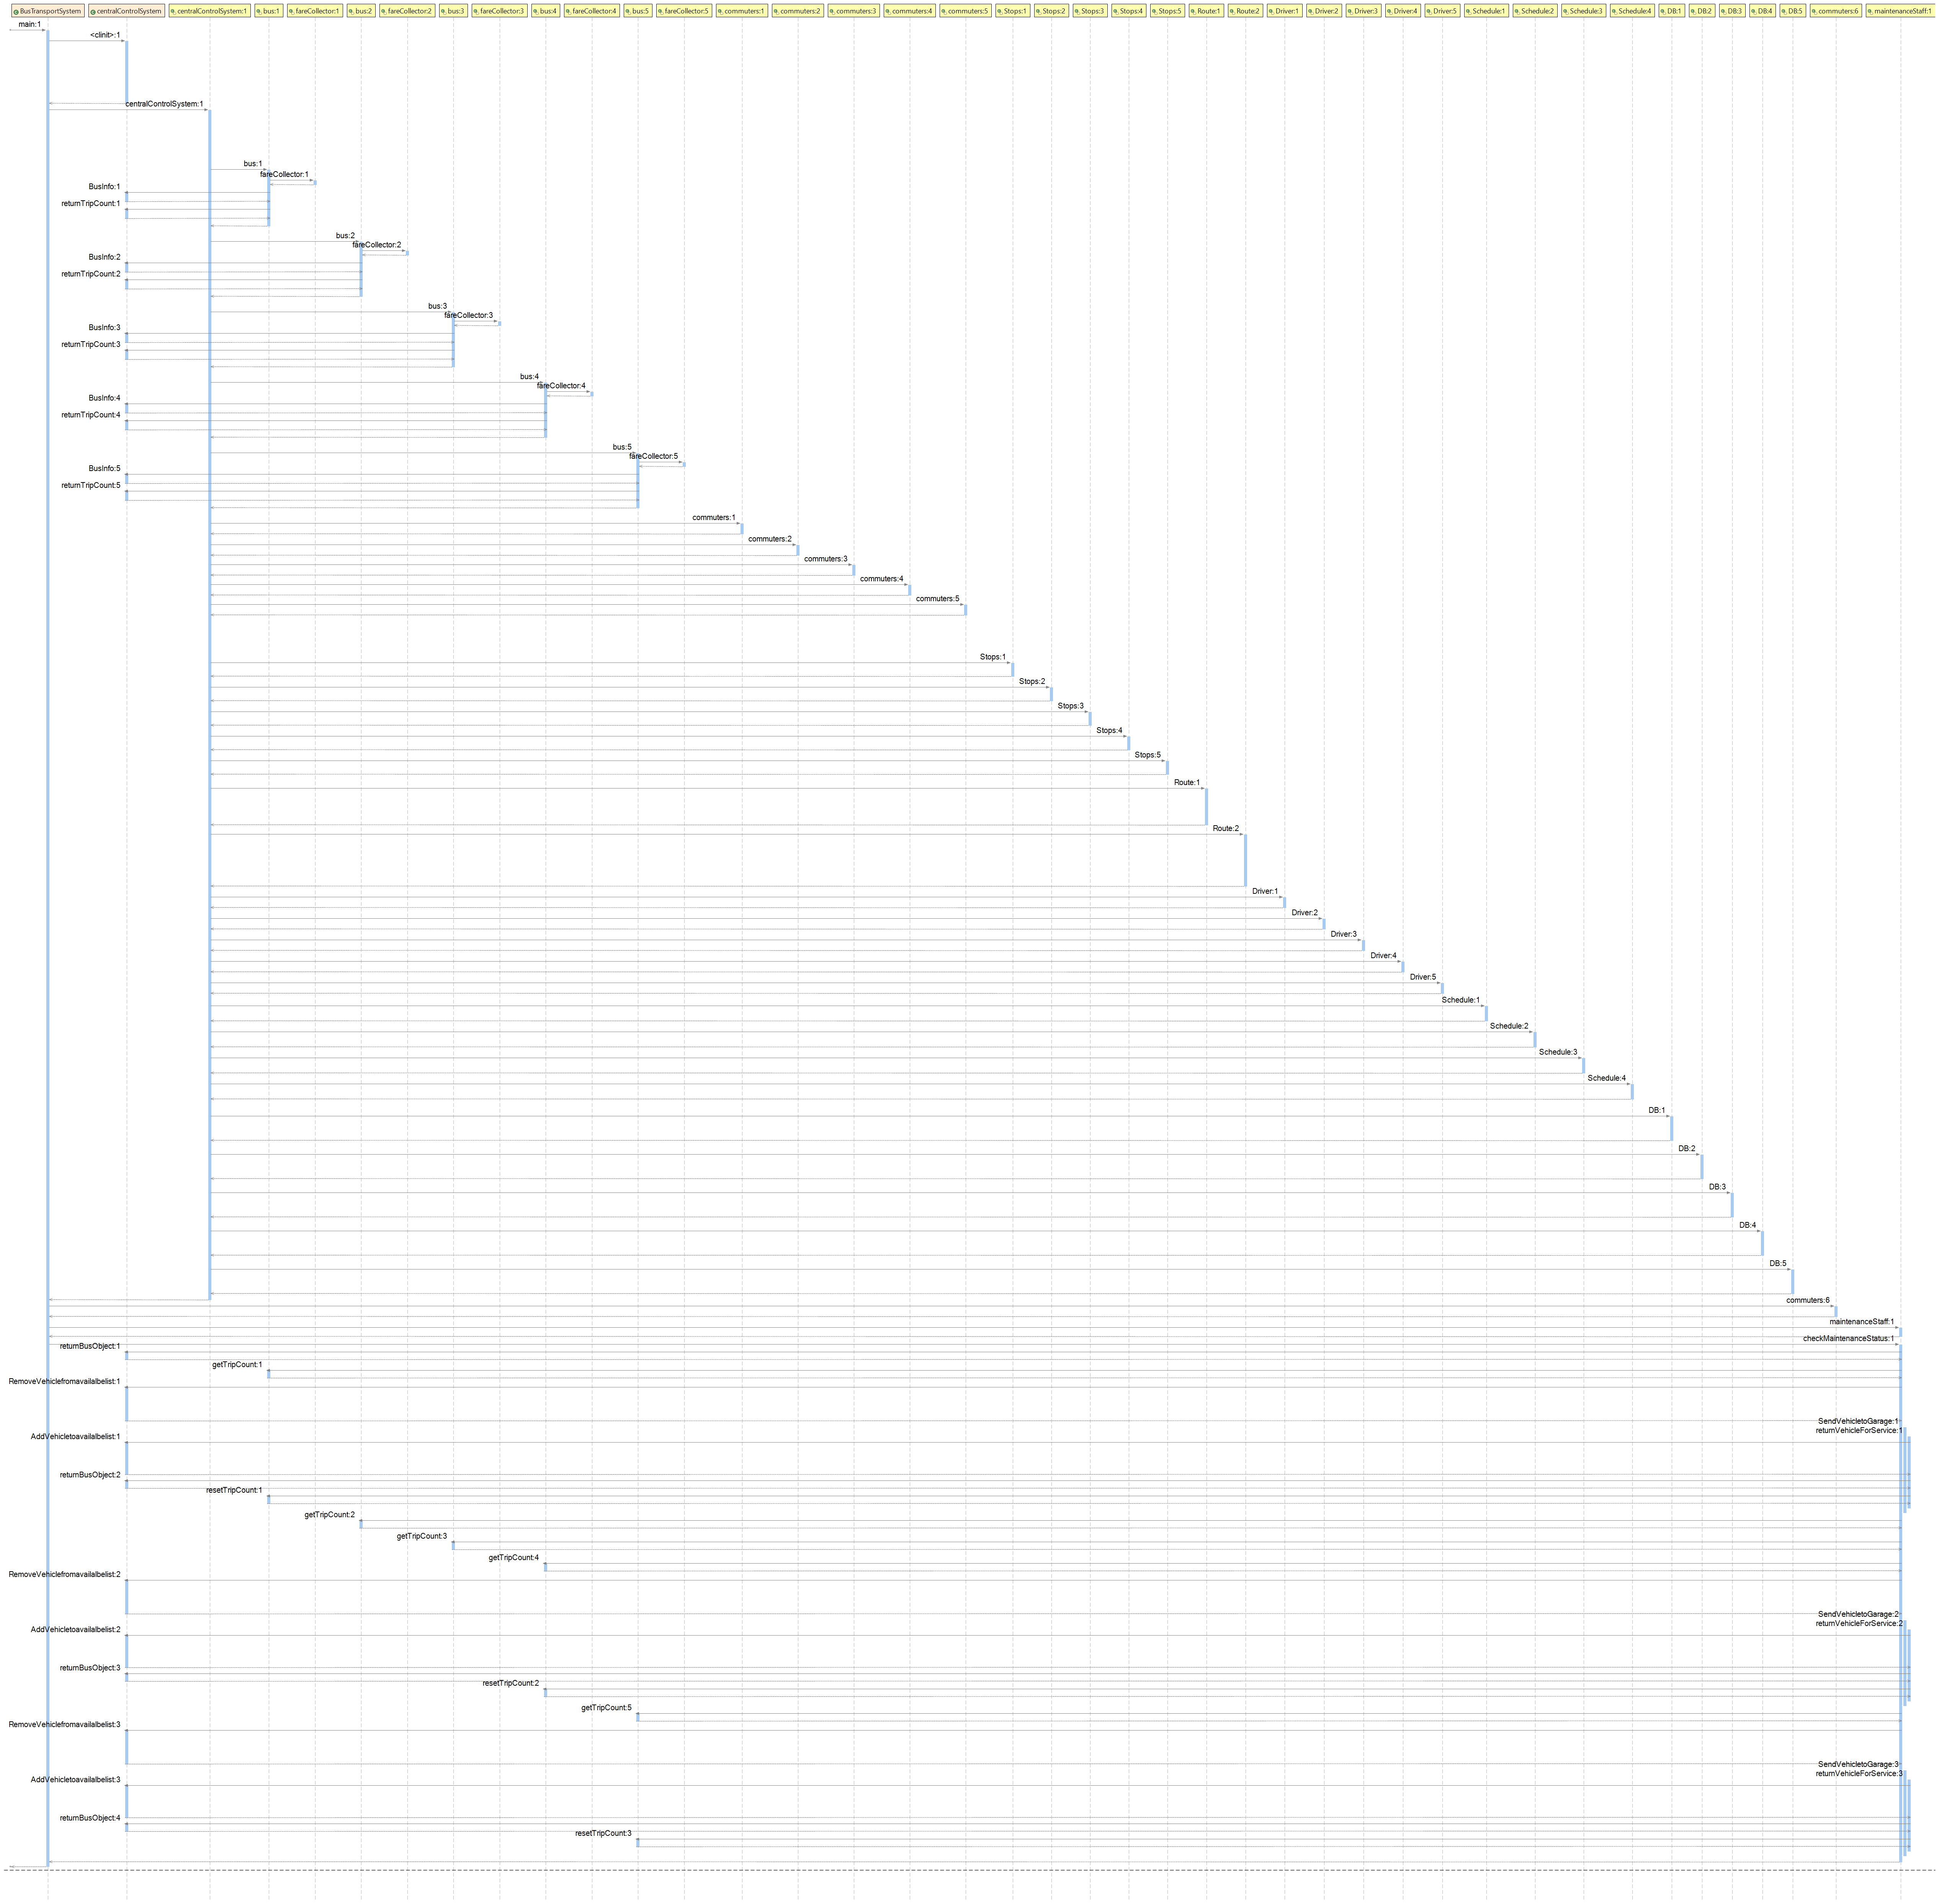 BusTransportSystem
centralControlSystem
centralControlSystem:1
bus:1
fareCollector:1
bus:2
fareCollector:2
bus:3
fareCollector:3
bus:4
fareCollector:4
bus:5
fareCollector:5
commuters:1
commuters:2
commuters:3
commuters:4
commuters:5
Stops:1
Stops:2
Stops:3
Stops:4
Stops:5
Route:1
Route:2
Driver:1
Driver:2
Driver:3
Driver:4
Driver:5
Schedule:1
Schedule:2
Schedule:3
Schedule:4
DB:1
DB:2
DB:3
DB:4
DB:5
commuters:6
maintenanceStaff:1
main:1
<clinit>:1
centralControlSystem:1
bus:1
fareCollector:1
BusInfo:1
returnTripCount:1
bus:2
fareCollector:2
BusInfo:2
returnTripCount:2
bus:3
fareCollector:3
BusInfo:3
returnTripCount:3
bus:4
fareCollector:4
BusInfo:4
returnTripCount:4
bus:5
fareCollector:5
BusInfo:5
returnTripCount:5
commuters:1
commuters:2
commuters:3
commuters:4
commuters:5
Stops:1
Stops:2
Stops:3
Stops:4
Stops:5
Route:1
Route:2
Driver:1
Driver:2
Driver:3
Driver:4
Driver:5
Schedule:1
Schedule:2
Schedule:3
Schedule:4
DB:1
DB:2
DB:3
DB:4
DB:5
commuters:6
maintenanceStaff:1
checkMaintenanceStatus:1
returnBusObject:1
getTripCount:1
RemoveVehiclefromavailalbelist:1
SendVehicletoGarage:1
returnVehicleForService:1
AddVehicletoavailalbelist:1
returnBusObject:2
resetTripCount:1
getTripCount:2
getTripCount:3
getTripCount:4
RemoveVehiclefromavailalbelist:2
SendVehicletoGarage:2
returnVehicleForService:2
AddVehicletoavailalbelist:2
returnBusObject:3
resetTripCount:2
getTripCount:5
RemoveVehiclefromavailalbelist:3
SendVehicletoGarage:3
returnVehicleForService:3
AddVehicletoavailalbelist:3
returnBusObject:4
resetTripCount:3